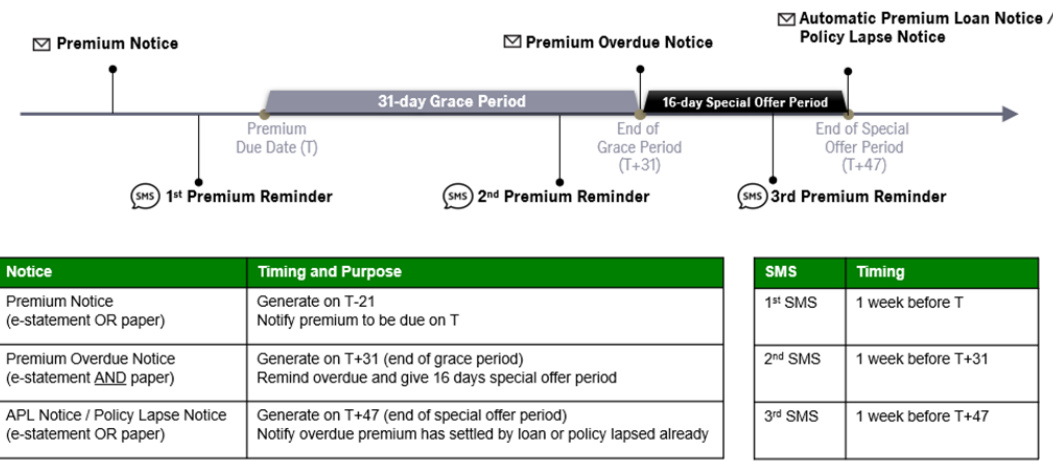 Premium Notice
Premium Overdue Notice
Automatic Premium Loan Notice /
Policy Lapse Notice
31-day Grace Period
16-day Special Offer Period
Premium
Due Date (T)
End of
Grace Period
(T+31)
End of Special
Offer Period
(T+47)
SMS 1st Premium Reminder
SMS 2nd Premium Reminder
SMS 3rd Premium Reminder
Notice Timing and Purpose
Premium Notice
(e-statement OR paper)
Generate on T-21
Notify premium to be due on T
Premium Overdue Notice
(e-statement AND paper)
Generate on T+31 (end of grace period)
Remind overdue and give 16 days special offer period
APL Notice / Policy Lapse Notice
(e-statement OR paper)
Generate on T+47 (end of special offer period)
Notify overdue premium has settled by loan or policy lapsed already
SMS Timing
1st SMS 1 week before T
2nd SMS 1 week before T+31
3rd SMS 1 week before T+47